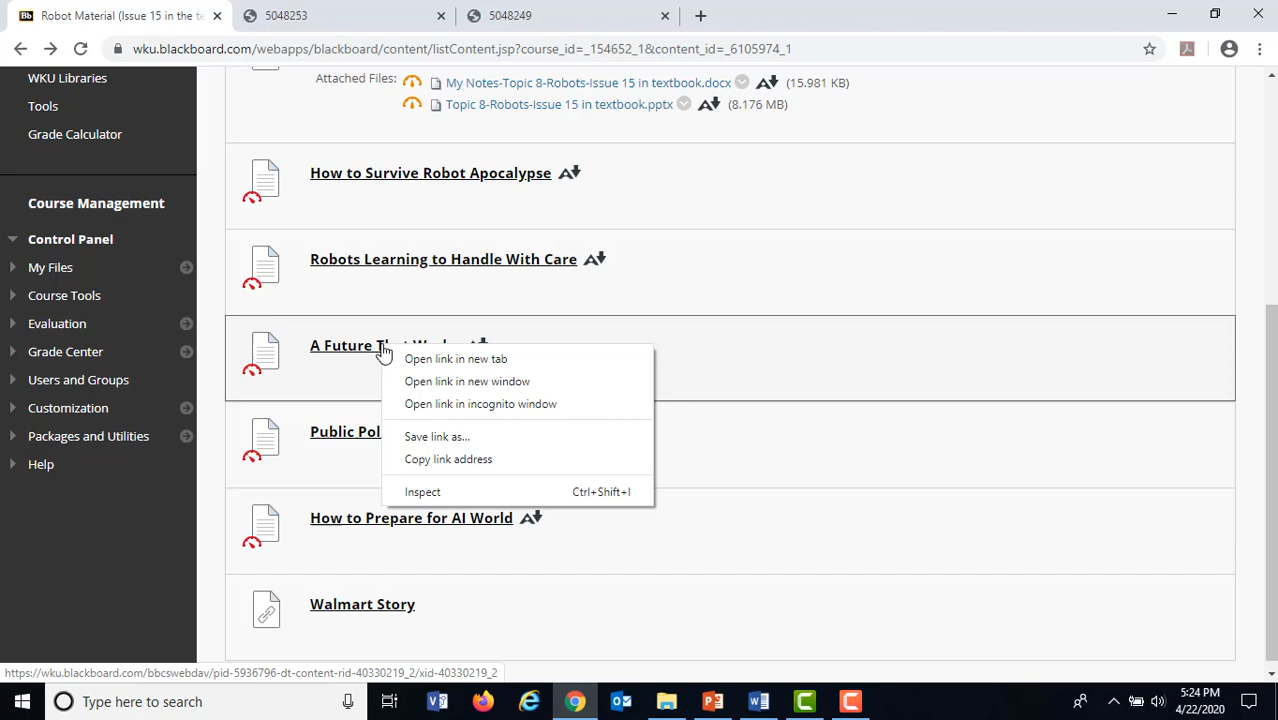 Robot Material (Issue 15 in the te
5048253
5048249
wku.blackboard.com/webapps/blackboard/content/listContent.jsp?course_id=_154652_1&content_id=_6105974_1
WKU Libraries
Tools
Grade Calculator
Course Management
Control Panel
My Files
Course Tools
Evaluation
Grade Center
Users and Groups
Customization
Packages and Utilities
Help
Attached Files:
My Notes-Topic 8-Robots-Issue 15 in textbook.docx (15.981 KB)
Topic 8-Robots-Issue 15 in textbook.pptx (8.176 MB)
How to Survive Robot Apocalypse
Robots Learning to Handle With Care
A Future That
Open link in new tab
Open link in new window
Open link in incognito window
Save link as...
Copy link address
Inspect Ctrl+Shift+I
Public Pol
How to Prepare for AI World
Walmart Story
https://wku.blackboard.com/bbcswebdav/pid-5936796-dt-content-rid-40330219_2/xid-40330219_2
Type here to search
5:24 PM
4/22/2020